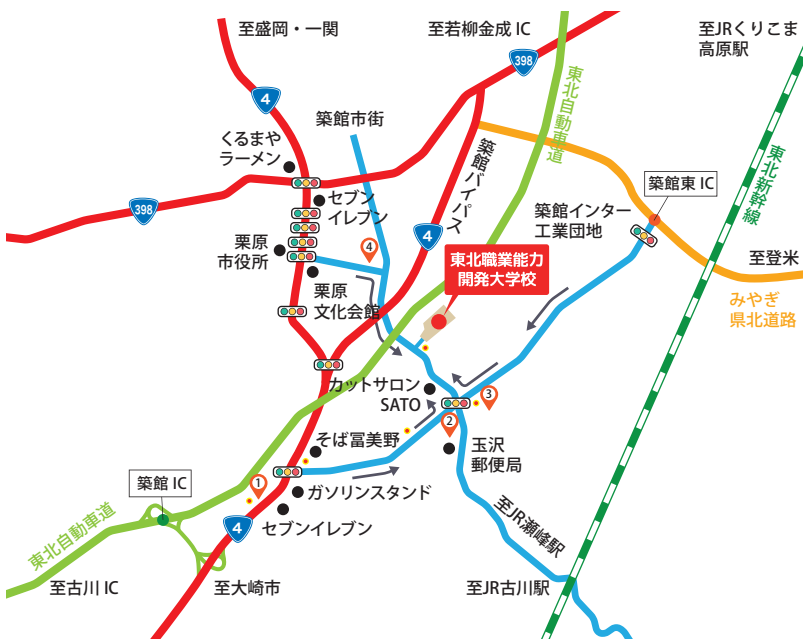 至盛岡・一関
至若柳金成 IC
至JRくりこま
高原駅
398
4
東北自動車道
築館市街
くるまや
ラーメン
築館バイパス
東北新幹線
築館東 IC
セブン
イレブン
398
築館インター
工業団地
4
4
栗原
市役所
東北職業能力
開発大学校
至登米
栗原
文化会館
みやぎ
県北道路
カットサロン
SATO
3
2
そば冨美野
玉沢
郵便局
築館 IC
1
ガソリンスタンド
セブンイレブン
4
至JR瀬峰駅
東北自動車道
至古川 IC
至大崎市
至JR古川駅